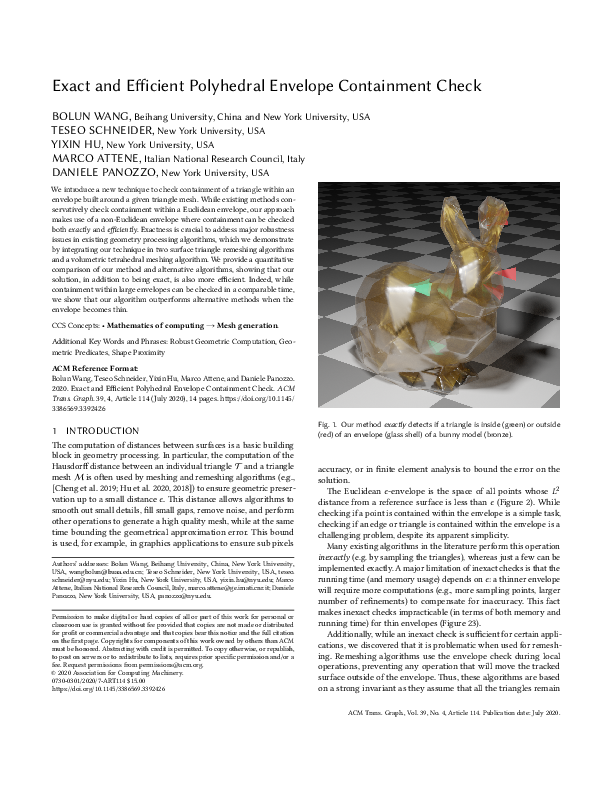 Exact and Efficient Polyhedral Envelope Containment Check
BOLUN WANG, Beihang University, China and New York University, USA
TESEO SCHNEIDER, New York University, USA
YIXIN HU, New York University, USA
MARCO ATTENE, Italian National Research Council, Italy
DANIELE PANOZZO, New York University, USA
We introduce a new technique to check containment of a triangle within an
envelope built around a given triangle mesh. While existing methods con-
servatively check containment within a Euclidean envelope, our approach
makes use of a non-Euclidean envelope where containment can be checked
both exactly and efficiently. Exactness is crucial to address major robustness
issues in existing geometry processing algorithms, which we demonstrate
by integrating our technique in two surface triangle remeshing algorithms
and a volumetric tetrahedral meshing algorithm. We provide a quantitative
comparison of our method and alternative algorithms, showing that our
solution, in addition to being exact, is also more efficient. Indeed, while
containment within large envelopes can be checked in a comparable time,
we show that our algorithm outperforms alternative methods when the
envelope becomes thin.
CCS Concepts: • Mathematics of computing → Mesh generation.
Additional Key Words and Phrases: Robust Geometric Computation, Geo-
metric Predicates, Shape Proximity
ACM Reference Format:
Bolun Wang, Teseo Schneider, Yixin Hu, Marco Attene, and Daniele Panozzo.
2020. Exact and Efficient Polyhedral Envelope Containment Check. ACM
Trans. Graph. 39, 4, Article 114 (July 2020), 14 pages. https://doi.org/10.1145/
3386569.3392426
1 INTRODUCTION
The computation of distances between surfaces is a basic building
block in geometry processing. In particular, the computation of the
Hausdorff distance between an individual triangle 𝒯 and a triangle
mesh ℳ is often used by meshing and remeshing algorithms (e.g.,
[Cheng et al. 2019; Hu et al. 2020, 2018]) to ensure geometric preser-
vation up to a small distance ϵ. This distance allows algorithms to
smooth out small details, fill small gaps, remove noise, and perform
other operations to generate a high quality mesh, while at the same
time bounding the geometrical approximation error. This bound
is used, for example, in graphics applications to ensure sub pixels
Authors' addresses: Bolun Wang, Beihang University, China, New York University,
USA, wangbolun@buaa.edu.cn; Teseo Schneider, New York University, USA, teseo.
schneider@nyu.edu; Yixin Hu, New York University, USA, yixin.hu@nyu.edu; Marco
Attene, Italian National Research Council, Italy, marco.attene@ge.imati.cnr.it; Daniele
Panozzo, New York University, USA, panozzo@nyu.edu.
Permission to make digital or hard copies of all or part of this work for personal or
classroom use is granted without fee provided that copies are not made or distributed
for profit or commercial advantage and that copies bear this notice and the full citation
on the first page. Copyrights for components of this work owned by others than ACM
must be honored. Abstracting with credit is permitted. To copy otherwise, or republish,
to post on servers or to redistribute to lists, requires prior specific permission and/or a
fee. Request permissions from permissions@acm.org.
© 2020 Association for Computing Machinery.
0730-0301/2020/7-ART114 $15.00
https://doi.org/10.1145/3386569.3392426
Fig. 1. Our method exactly detects if a triangle is inside (green) or outside
(red) of an envelope (glass shell) of a bunny model (bronze).
accuracy, or in finite element analysis to bound the error on the
solution.
The Euclidean ϵ-envelope is the space of all points whose L² 
distance from a reference surface is less than ϵ (Figure 2). While
checking if a point is contained within the envelope is a simple task,
checking if an edge or triangle is contained within the envelope is a
challenging problem, despite its apparent simplicity.
Many existing algorithms in the literature perform this operation
inexactly (e.g. by sampling the triangles), whereas just a few can be
implemented exactly. A major limitation of inexact checks is that the
running time (and memory usage) depends on ϵ: a thinner envelope
will require more computations (e.g., more sampling points, larger
number of refinements) to compensate for inaccuracy. This fact
makes inexact checks impracticable (in terms of both memory and
running time) for thin envelopes (Figure 23).
Additionally, while an inexact check is sufficient for certain appli-
cations, we discovered that it is problematic when used for remesh-
ing. Remeshing algorithms use the envelope check during local
operations, preventing any operation that will move the tracked
surface outside of the envelope. Thus, these algorithms are based
on a strong invariant as they assume that all the triangles remain
ACM Trans. Graph., Vol. 39, No. 4, Article 114. Publication date: July 2020.